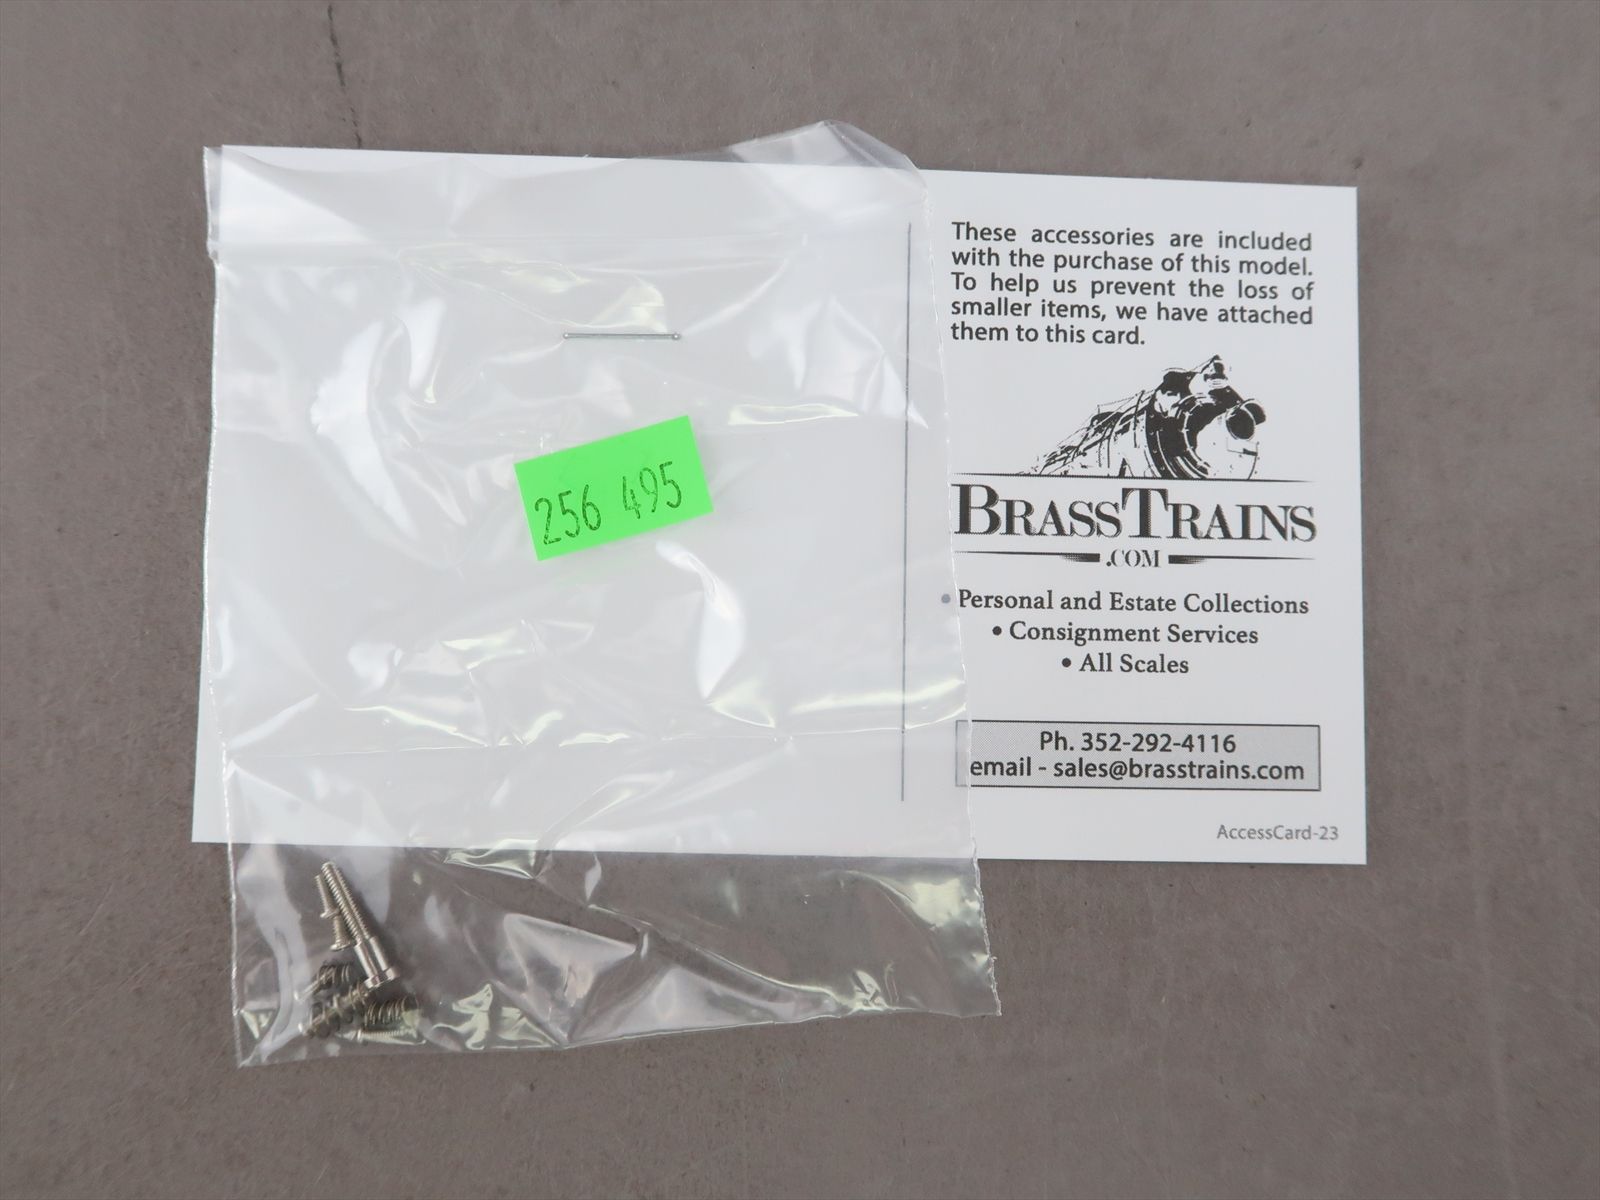 These accessories are included
with the purchase of this model.
To help us prevent the loss of
smaller items, we have attached
them to this card.
256 495
BRASSTRAINS
.COM
• Personal and Estate Collections
• Consignment Services
• All Scales
Ph. 352-292-4116
email - sales@brasstrains.com
AccessCard-23